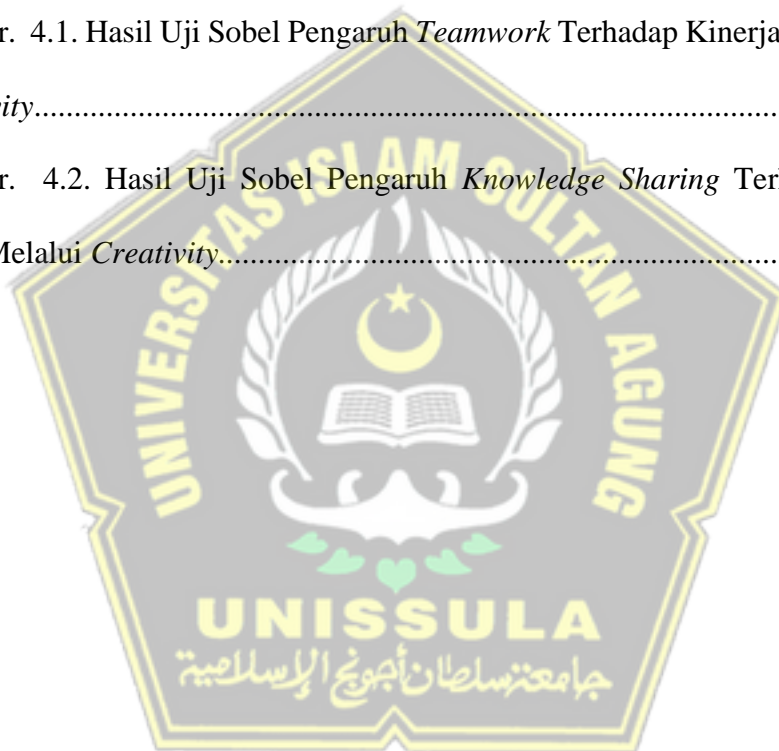 r. 4.1. Hasil Uji Sobel Pengaruh Teamwork Terhadap Kinerja
ity....................................................................................................
r. 4.2. Hasil Uji Sobel Pengaruh Knowledge Sharing Ter
Melalui Creativity......................................................................
UNIVERSITAS ISLAM SULTAN AGUNG
UNISSULA
جامعة سلطان أجونج الإسلامية